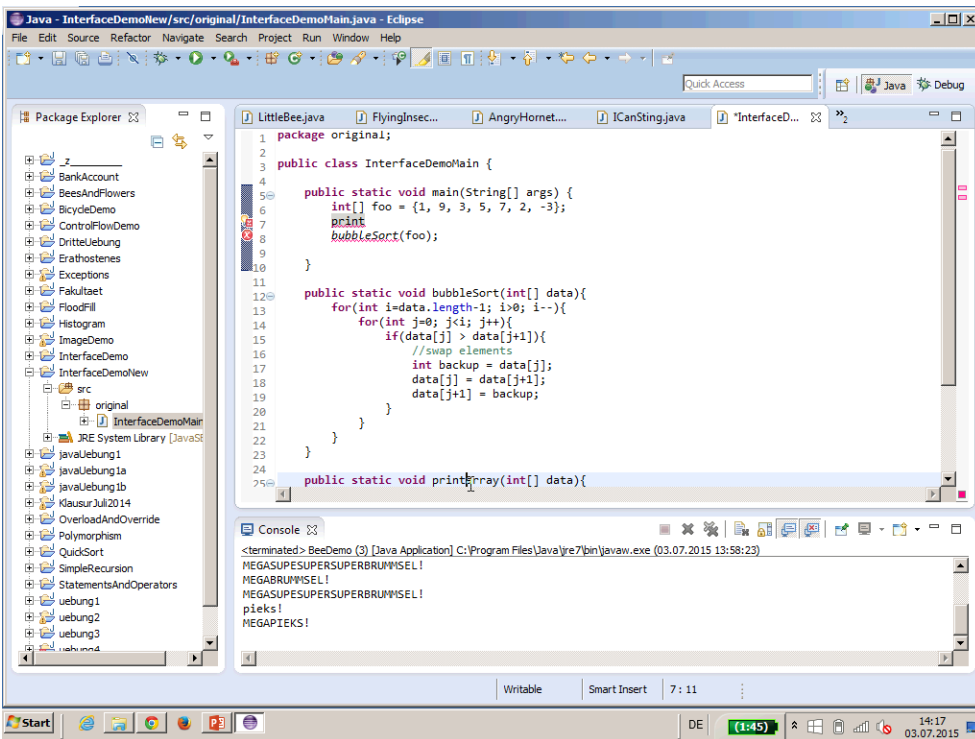 Java - InterfaceDemoNew/src/original/InterfaceDemoMain.java - Eclipse
File Edit Source Refactor Navigate Search Project Run Window Help
Quick Access
Java
Debug
Package Explorer
_z_________
BankAccount
BeesAndFlowers
BicycleDemo
ControlFlowDemo
DritteUebung
Erathostenes
Exceptions
Fakultaet
FloodFill
Histogram
ImageDemo
InterfaceDemo
InterfaceDemoNew
src
original
InterfaceDemoMain
JRE System Library [JavaSE
javaUebung1
javaUebung1a
javaUebung1b
KlausurJuli2014
OverloadAndOverride
Polymorphism
QuickSort
SimpleRecursion
StatementsAndOperators
uebung1
uebung2
uebung3
uebung4
LittleBee.java FlyingInsec... AngryHornet.... ICanSting.java *InterfaceD... »2
1 package original;
2
3 public class InterfaceDemoMain {
4
5 public static void main(String[] args) {
6 int[] foo = {1, 9, 3, 5, 7, 2, -3};
7 print
8 bubbleSort(foo);
9
10 }
11
12 public static void bubbleSort(int[] data){
13 for(int i=data.length-1; i>0; i--){
14 for(int j=0; j<i; j++){
15 if(data[j] > data[j+1]){
16 //swap elements
17 int backup = data[j];
18 data[j] = data[j+1];
19 data[j+1] = backup;
20 }
21 }
22 }
23 }
24
25 public static void printArray(int[] data){
Console
<terminated> BeeDemo (3) [Java Application] C:\Program Files\Java\jre7\bin\javaw.exe (03.07.2015 13:58:23)
MEGASUPESUPERSUPERBRUMMSEL!
MEGABRUMMSEL!
MEGASUPESUPERSUPERBRUMMSEL!
pieks!
MEGAPIEKS!
Writable Smart Insert 7 : 11
Start
DE
(1:45)
14:17
03.07.2015